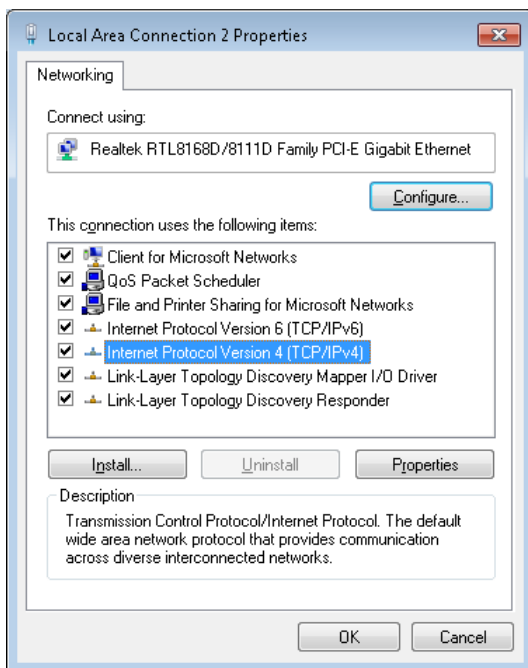 Local Area Connection 2 Properties
Networking
Connect using:
Realtek RTL8168D/8111D Family PCI-E Gigabit Ethernet
Configure...
This connection uses the following items:
Client for Microsoft Networks
QoS Packet Scheduler
File and Printer Sharing for Microsoft Networks
Internet Protocol Version 6 (TCP/IPv6)
Internet Protocol Version 4 (TCP/IPv4)
Link-Layer Topology Discovery Mapper I/O Driver
Link-Layer Topology Discovery Responder
Install...
Uninstall
Properties
Description
Transmission Control Protocol/Internet Protocol. The default
wide area network protocol that provides communication
across diverse interconnected networks.
OK
Cancel